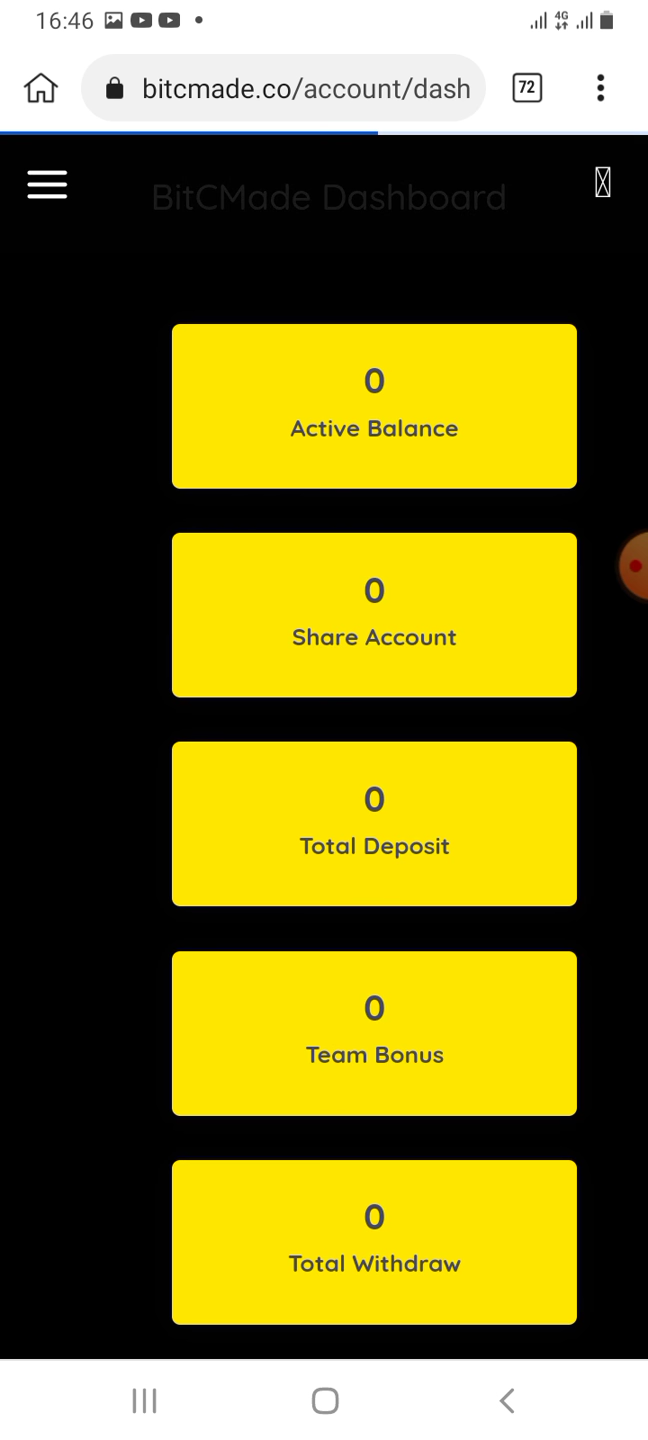 16:46
4G
bitcmade.co/account/dash
72
BitCMade Dashboard
0
Active Balance
0
Share Account
0
Total Deposit
0
Team Bonus
0
Total Withdraw